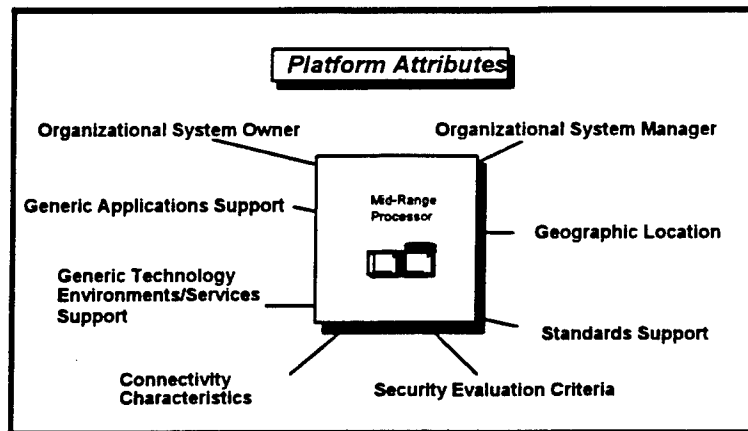 Platform Attributes
Organizational System Owner
Organizational System Manager
Generic Applications Support
Mid-Range
Processor
Geographic Location
Generic Technology
Environments/Services
Support
Standards Support
Connectivity
Characteristics
Security Evaluation Criteria